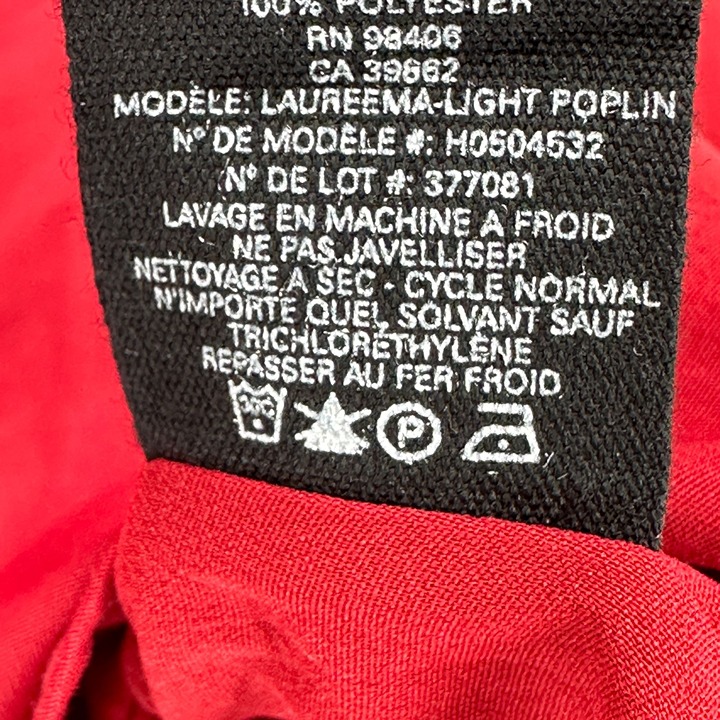 100% POLYESTER
RN 98406
CA 39662
MODÈLE: LAUREEMA-LIGHT POPLIN
Nº DE MODÈLE #: H0504532
Nº DE LOT #: 377081
LAVAGE EN MACHINE A FROID
NE PAS JAVELLISER
NETTOYAGE A SEC - CYCLE NORMAL
N'IMPORTE QUEL SOLVANT SAUF
TRICHLORÉTHYLÈNE
REPASSER AU FER FROID
30C
P